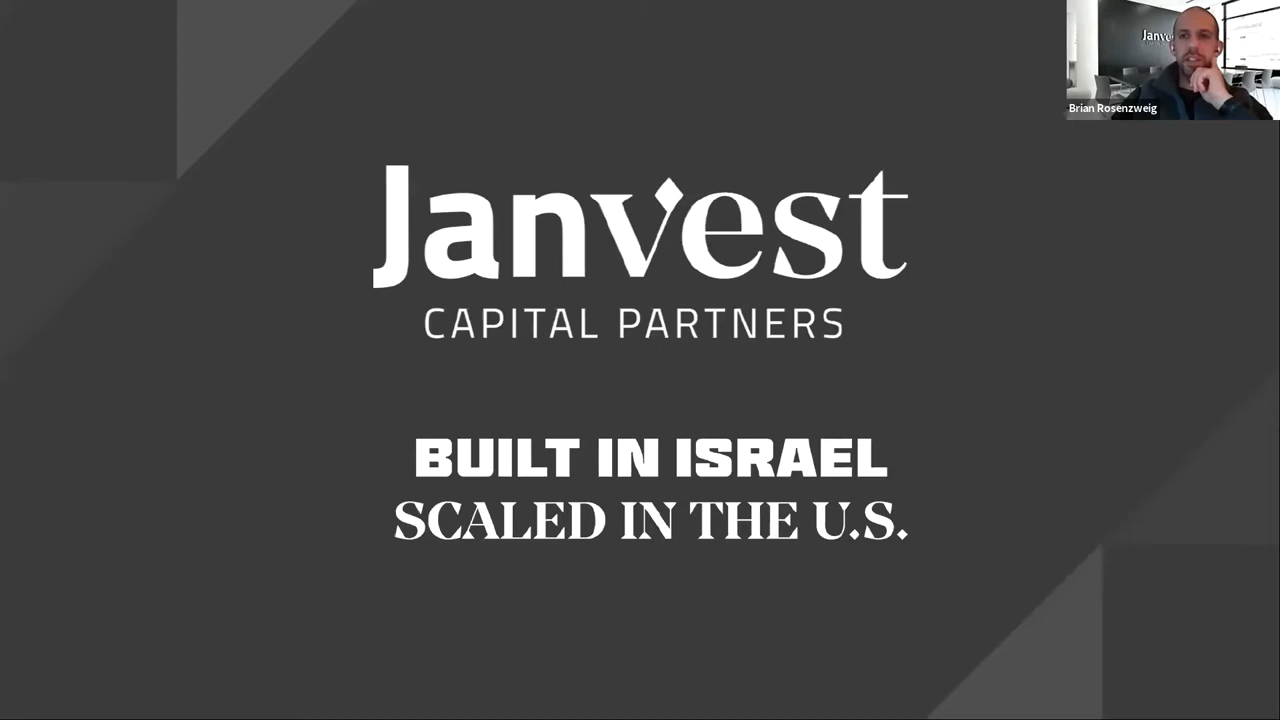 Janvest
CAPITAL PARTNERS
BUILT IN ISRAEL
SCALED IN THE U.S.
Brian Rosenzweig